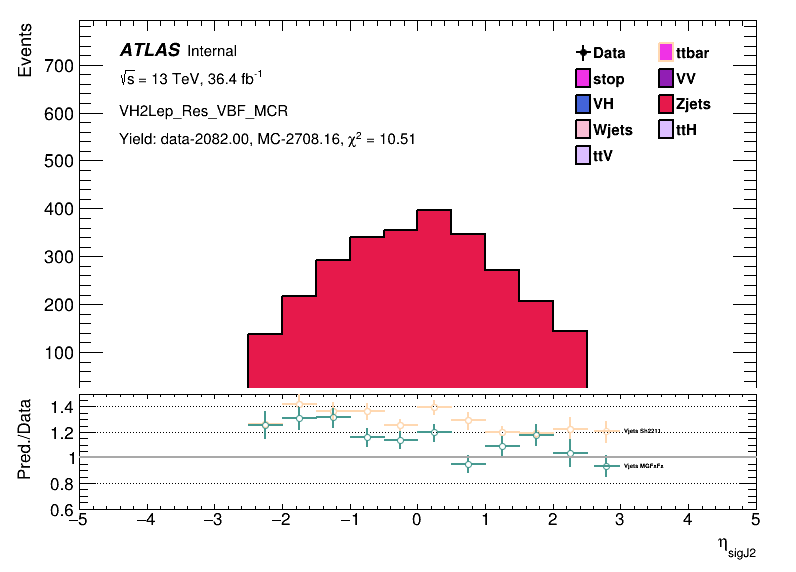 Events
ATLAS Internal
√s = 13 TeV, 36.4 fb⁻¹
VH2Lep_Res_VBF_MCR
Yield: data-2082.00, MC-2708.16, χ² = 10.51
Data
ttbar
stop
VV
VH
Zjets
Wjets
ttH
ttV
700
600
500
400
300
200
100
Pred./Data
1.4
1.2
1
0.8
0.6
Vjets Sh2211
Vjets MGFxFx
−5 −4 −3 −2 −1 0 1 2 3 4 5
η sigJ2